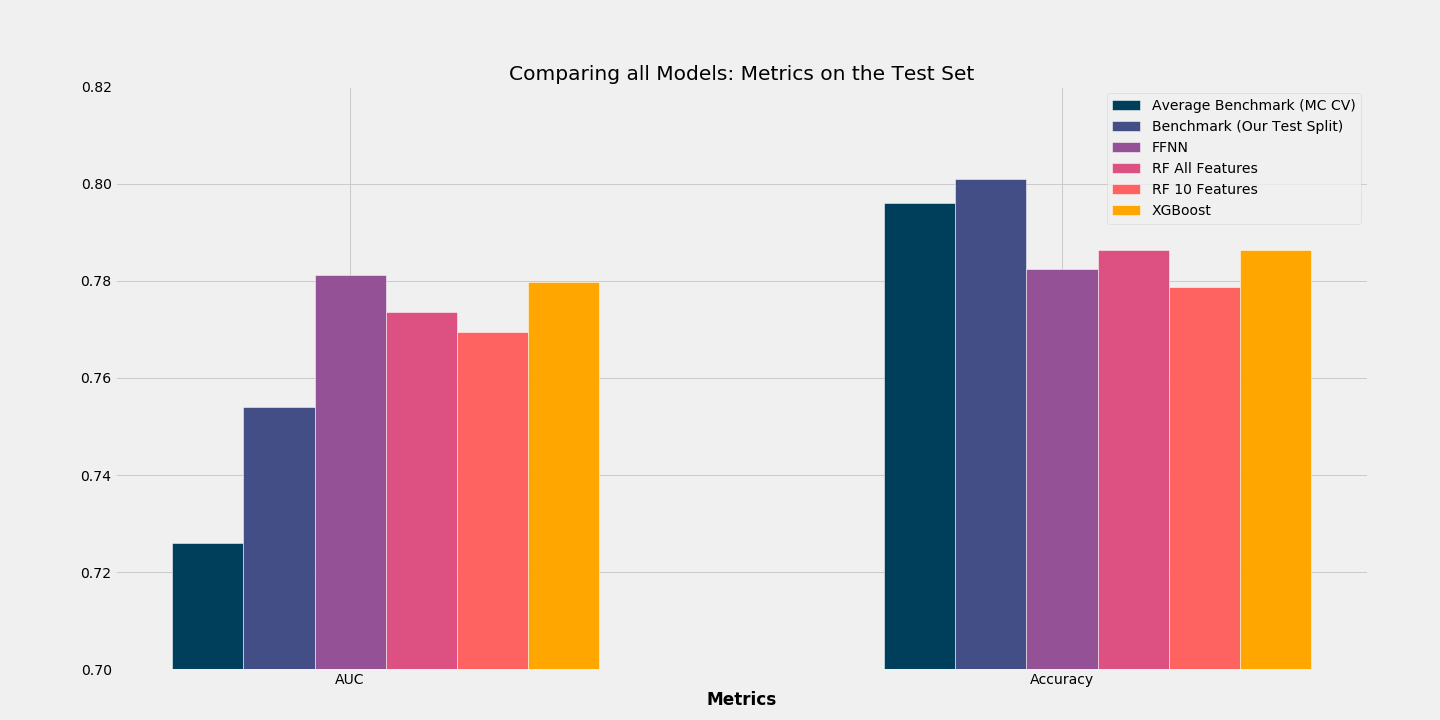 Comparing all Models: Metrics on the Test Set
0.82
0.80
0.78
0.76
0.74
0.72
0.70
Average Benchmark (MC CV)
Benchmark (Our Test Split)
FFNN
RF All Features
RF 10 Features
XGBoost
AUC
Accuracy
Metrics